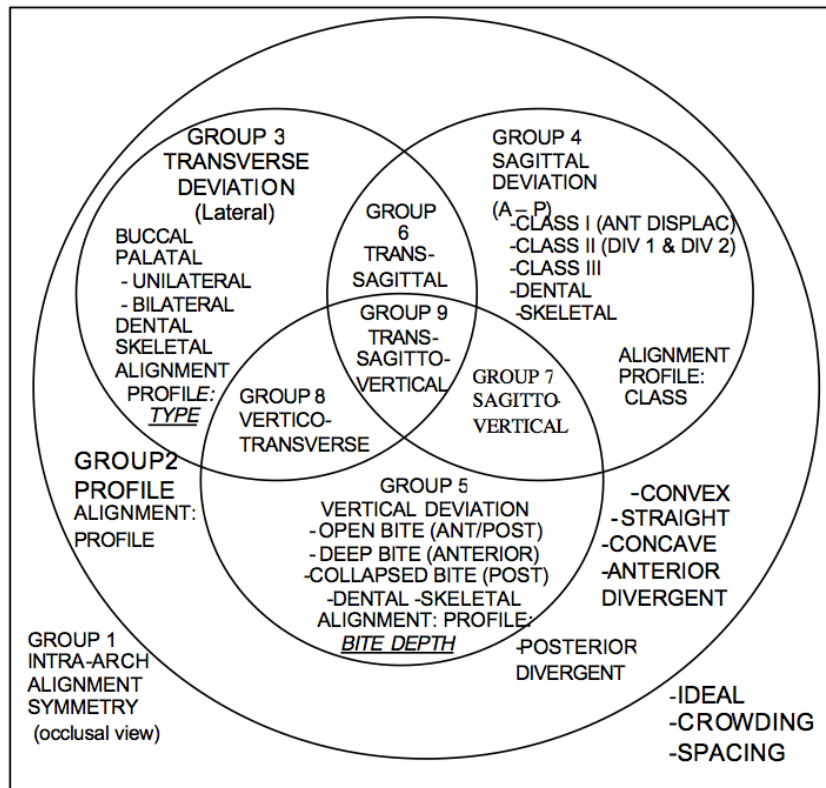 GROUP 3
TRANSVERSE
DEVIATION
(Lateral)
BUCCAL
PALATAL
- UNILATERAL
- BILATERAL
DENTAL
SKELETAL
ALIGNMENT
PROFILE:
TYPE
GROUP 4
SAGITTAL
DEVIATION
(A – P)
-CLASS I (ANT DISPLAC)
-CLASS II (DIV 1 & DIV 2)
-CLASS III
-DENTAL
-SKELETAL
ALIGNMENT
PROFILE:
CLASS
GROUP
6
TRANS-
SAGITTAL
GROUP 9
TRANS-
SAGITTO-
VERTICAL
GROUP 8
VERTICO-
TRANSVERSE
GROUP 7
SAGITTO-
VERTICAL
GROUP2
PROFILE
ALIGNMENT:
PROFILE
GROUP 5
VERTICAL DEVIATION
- OPEN BITE (ANT/POST)
- DEEP BITE (ANTERIOR)
-COLLAPSED BITE (POST)
-DENTAL -SKELETAL
ALIGNMENT: PROFILE:
BITE DEPTH
-CONVEX
-STRAIGHT
-CONCAVE
-ANTERIOR
DIVERGENT
-POSTERIOR
DIVERGENT
GROUP 1
INTRA-ARCH
ALIGNMENT
SYMMETRY
(occlusal view)
-IDEAL
-CROWDING
-SPACING